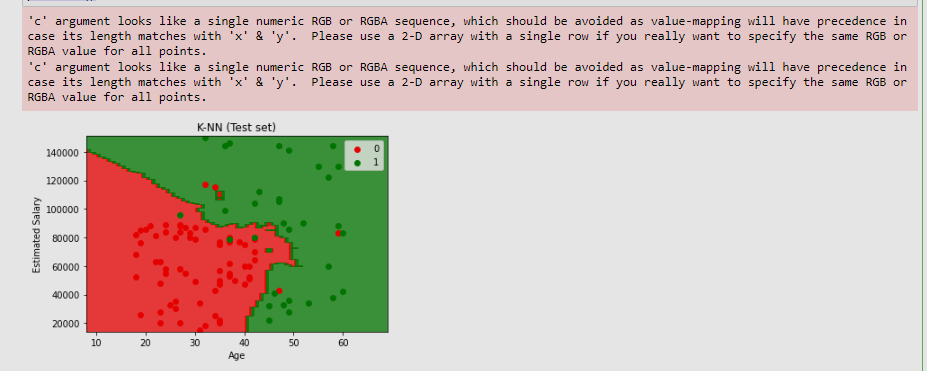 'c' argument looks like a single numeric RGB or RGBA sequence, which should be avoided as value-mapping will have precedence in
case its length matches with 'x' & 'y'.  Please use a 2-D array with a single row if you really want to specify the same RGB or
RGBA value for all points.
'c' argument looks like a single numeric RGB or RGBA sequence, which should be avoided as value-mapping will have precedence in
case its length matches with 'x' & 'y'.  Please use a 2-D array with a single row if you really want to specify the same RGB or
RGBA value for all points.
K-NN (Test set)
0
1
140000
120000
100000
80000
60000
40000
20000
Estimated Salary
10 20 30 40 50 60
Age